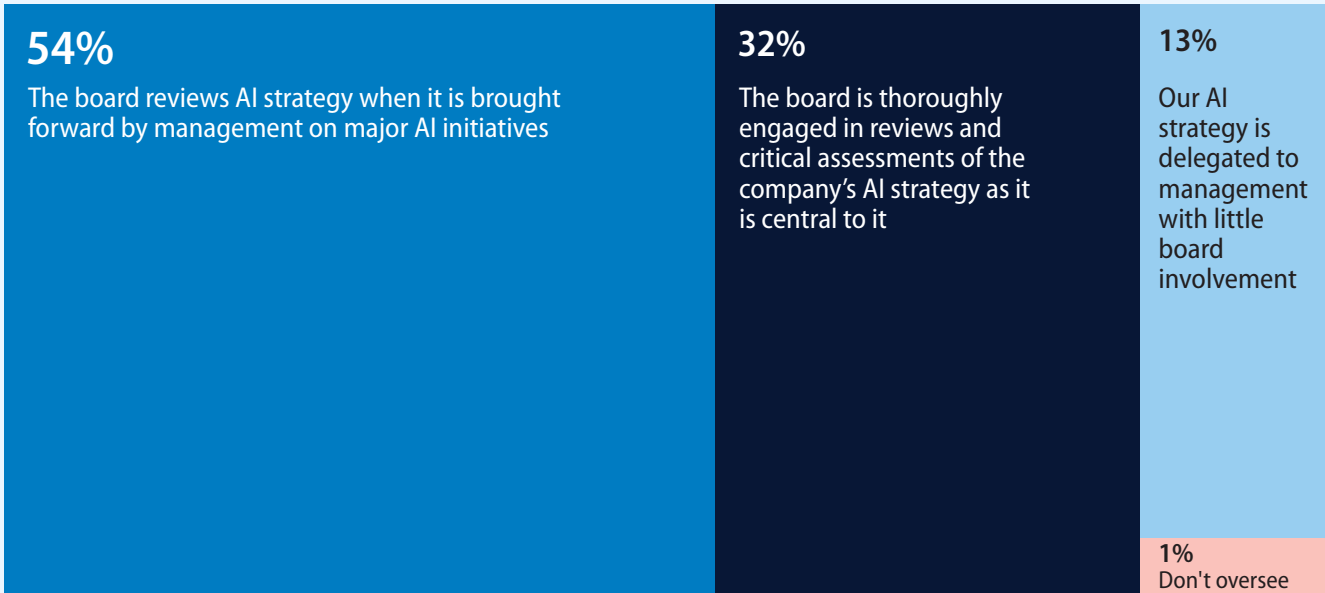 54%
The board reviews AI strategy when it is brought
forward by management on major AI initiatives
32%
The board is thoroughly
engaged in reviews and
critical assessments of the
company’s AI strategy as it
is central to it
13%
Our AI
strategy is
delegated to
management
with little
board
involvement
1%
Don't oversee